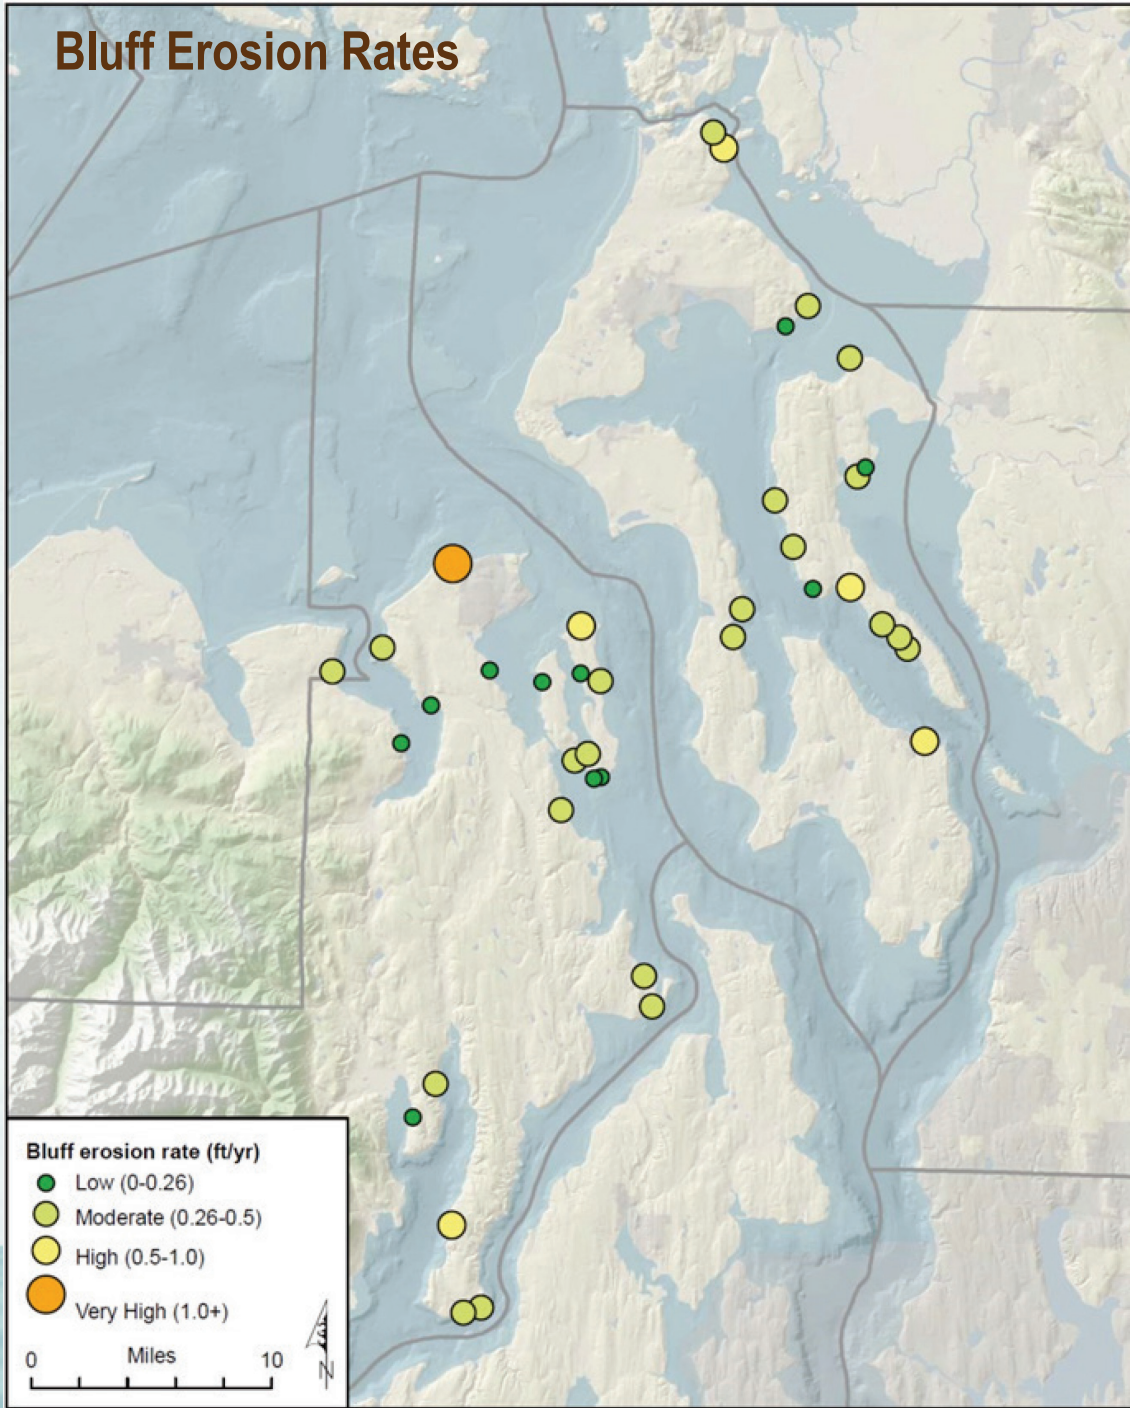 Bluff Erosion Rates
Bluff erosion rate (ft/yr)
Low (0-0.26)
Moderate (0.26-0.5)
High (0.5-1.0)
Very High (1.0+)
0 Miles 10
N